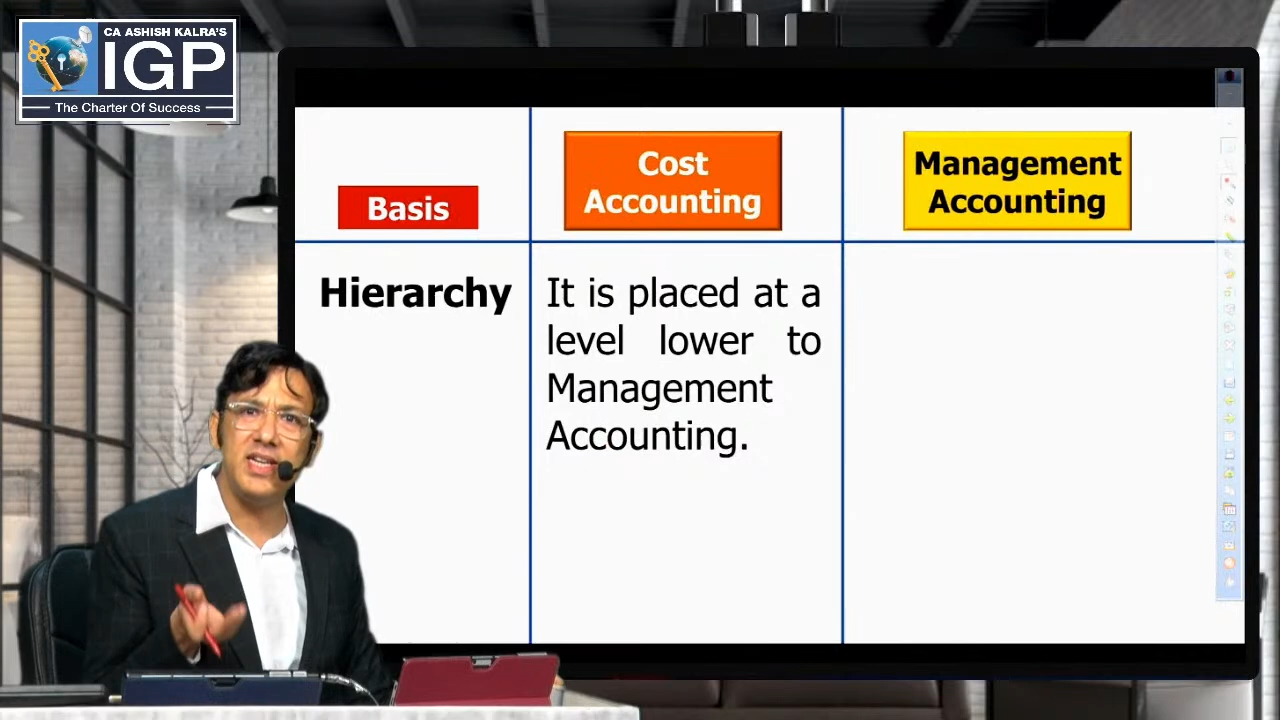 CA ASHISH KALRA'S
IGP
The Charter Of Success
Basis
Cost
Accounting
Management
Accounting
Hierarchy
It is placed at a
level lower to
Management
Accounting.